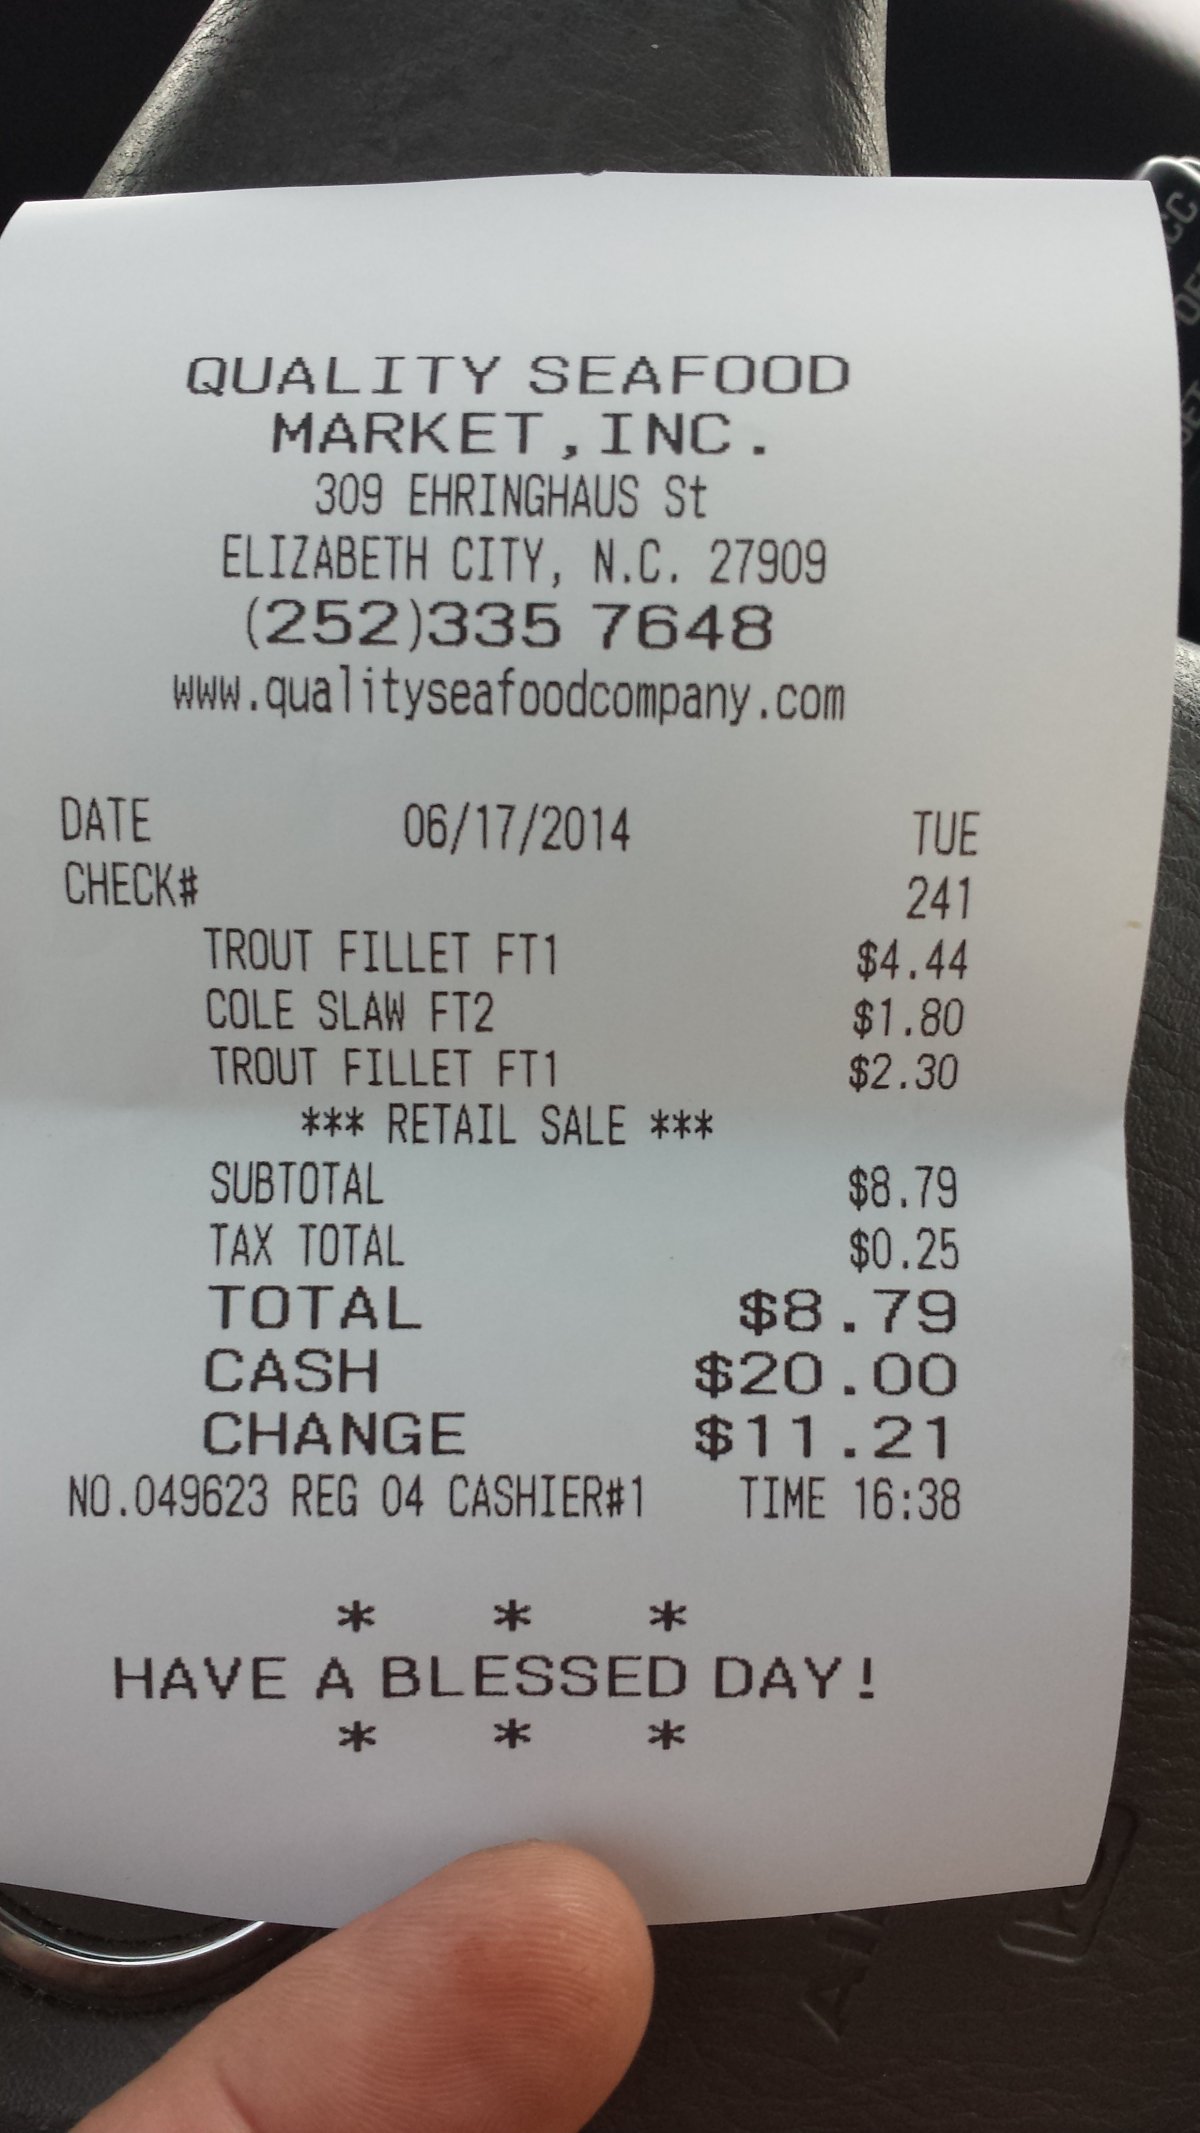 QUALITY SEAFOOD
MARKET,INC.
309 EHRINGHAUS St
ELIZABETH CITY, N.C. 27909
(252)335 7648
www.qualityseafoodcompany.com
DATE 06/17/2014 TUE
CHECK# 241
TROUT FILLET FT1 $4.44
COLE SLAW FT2 $1.80
TROUT FILLET FT1 $2.30
*** RETAIL SALE ***
SUBTOTAL $8.79
TAX TOTAL $0.25
TOTAL $8.79
CASH $20.00
CHANGE $11.21
NO.049623 REG 04 CASHIER#1 TIME 16:38
* * *
HAVE A BLESSED DAY!
* * *